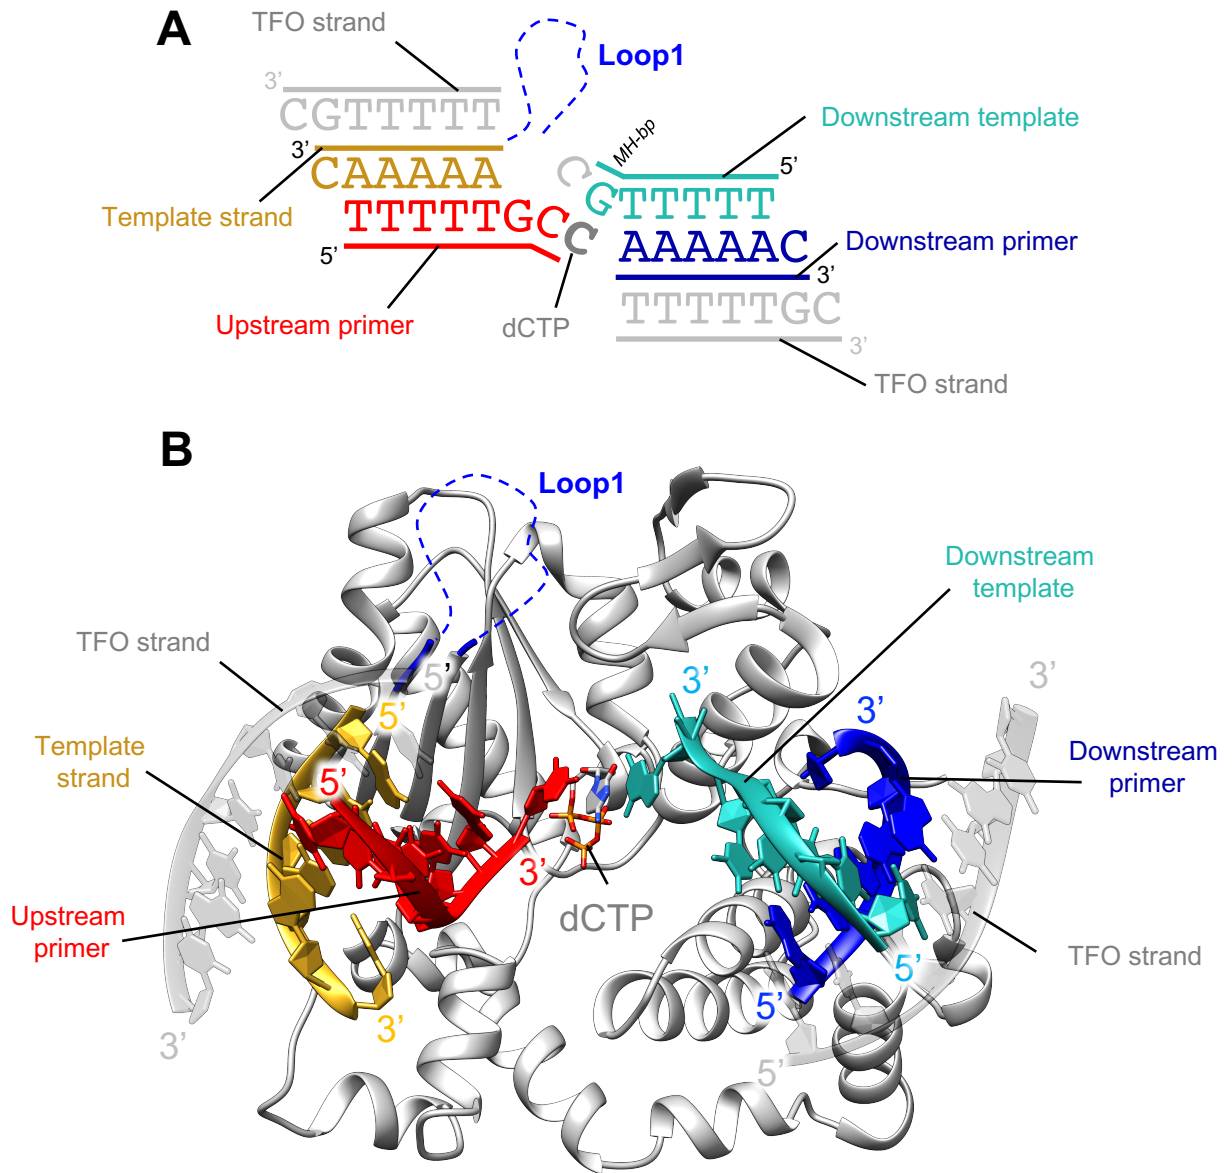 A
TFO strand
Loop1
3’
CGTTTTT
Downstream template
MH-bp
3’
5’
CAAAAA
C
GTTTTT
Template strand
TTTTTGCC
Downstream primer
AAAAAC
5’
3’
TTTTTGC
Upstream primer
dCTP
3’
TFO strand
B
Loop1
Downstream
template
TFO strand
5’
3’
3’
5’
3’
Template
strand
Downstream
primer
5’
3’
Upstream
primer
dCTP
TFO strand
5’
5’
3’
3’
5’